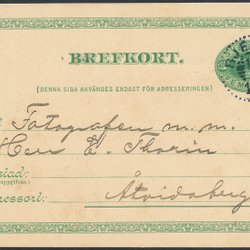 BREFKORT.
(DENNA SIDA ANVÄNDES ENDAST FÖR ADRESSERINGEN)
Fotografen m. m.
Herr C. Thorin
Åtvidaberg